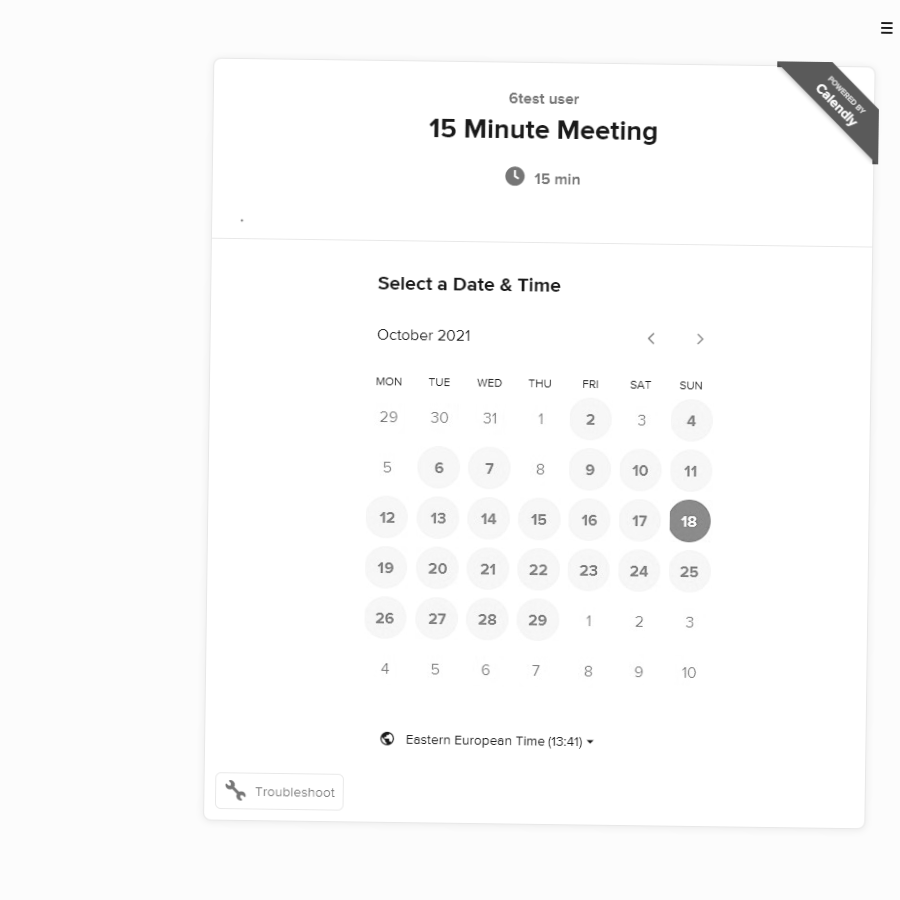 POWERED BY
Calendly
6test user
15 Minute Meeting
15 min
.
Select a Date & Time
October 2021
MON TUE WED THU FRI SAT SUN
29 30 31 1 2 3 4
5 6 7 8 9 10 11
12 13 14 15 16 17 18
19 20 21 22 23 24 25
26 27 28 29 1 2 3
4 5 6 7 8 9 10
Eastern European Time (13:41)
Troubleshoot